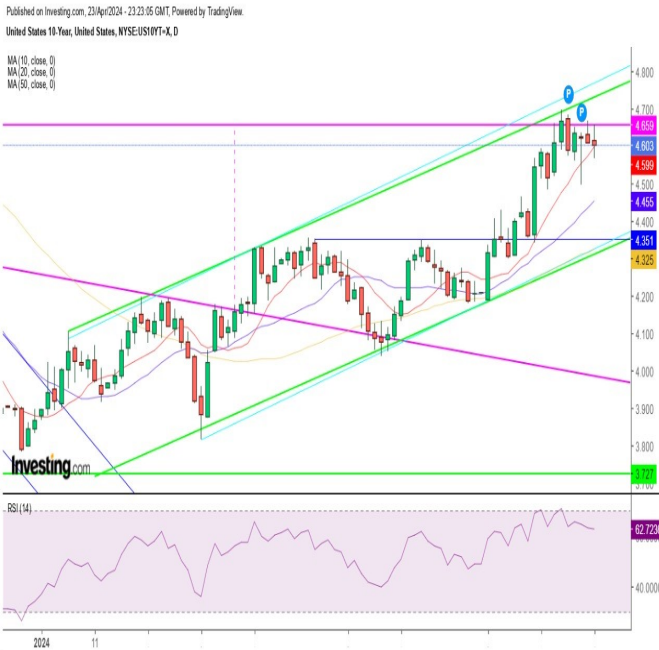 Published on Investing.com, 23/Apr/2024 - 23:23:05 GMT, Powered by TradingView.
United States 10-Year, United States, NYSE:US10YT=X, D
MA (10, close, 0)
MA (20, close, 0)
MA (50, close, 0)
4.800
P
4.700
P
4.659
4.603
4.599
4.500
4.455
4.400
4.351
4.325
4.200
4.100
4.000
3.900
3.800
Investing.com
3.727
RSI (14)
62.7230
40.0000
2024
11